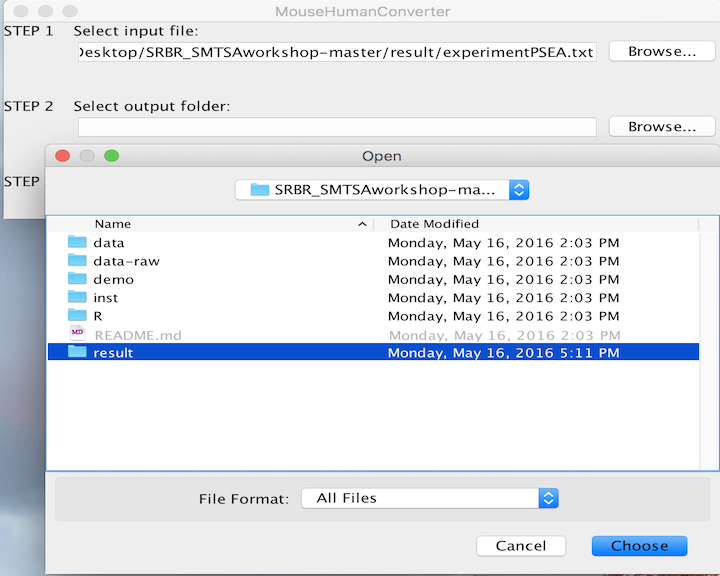 MouseHumanConverter
STEP 1 Select input file:
Desktop/SRBR_SMTSAworkshop-master/result/experimentPSEA.txt Browse...
STEP 2 Select output folder:
Browse...
Open
STEP
SRBR_SMTSAworkshop-ma...
Name Date Modified
data Monday, May 16, 2016 2:03 PM
data-raw Monday, May 16, 2016 2:03 PM
demo Monday, May 16, 2016 2:03 PM
inst Monday, May 16, 2016 2:03 PM
R Monday, May 16, 2016 2:03 PM
MD README.md Monday, May 16, 2016 2:03 PM
result Monday, May 16, 2016 5:11 PM
File Format: All Files
Cancel Choose